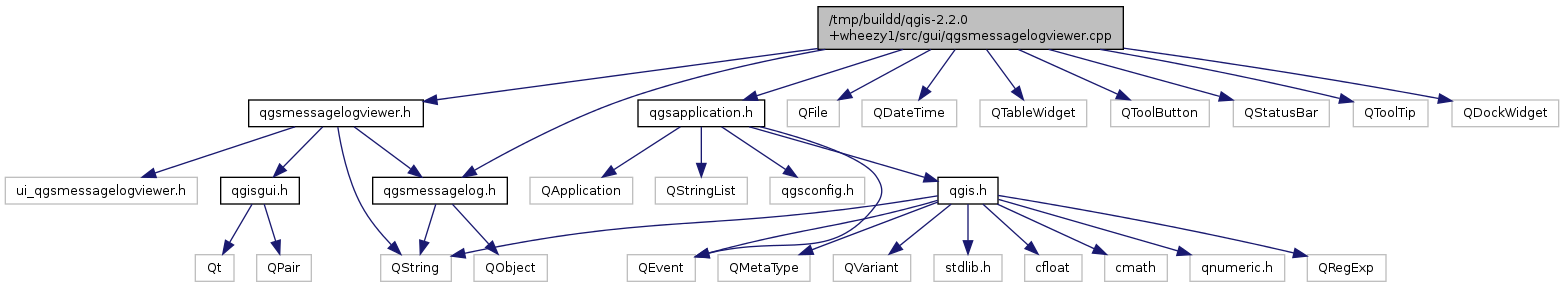 /tmp/buildd/qgis-2.2.0
+wheezy1/src/gui/qgsmessagelogviewer.cpp
qgsmessagelogviewer.h
qgsapplication.h
QFile
QDateTime
QTableWidget
QToolButton
QStatusBar
QToolTip
QDockWidget
ui_qgsmessagelogviewer.h
qgisgui.h
qgsmessagelog.h
QApplication
QStringList
qgsconfig.h
qgis.h
Qt
QPair
QString
QObject
QEvent
QMetaType
QVariant
stdlib.h
cfloat
cmath
qnumeric.h
QRegExp